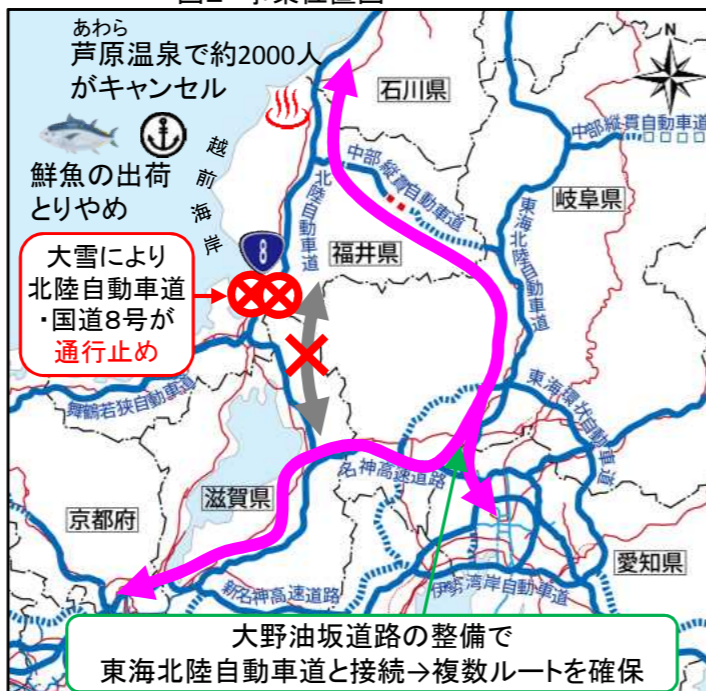 あわら
芦原温泉で約2000人
がキャンセル
石川県
中部縦貫自動車道
鮮魚の出荷
とりやめ
越前海岸
北陸自動車道
中部縦貫自動車道
岐阜県
東海北陸自動車道
8
福井県
大雪により
北陸自動車道
・国道8号が
通行止め
舞鶴若狭自動車道
東海環状自動車道
名神高速道路
滋賀県
京都府
愛知県
新名神高速道路
伊勢湾岸自動車道
大野油坂道路の整備で
東海北陸自動車道と接続→複数ルートを確保